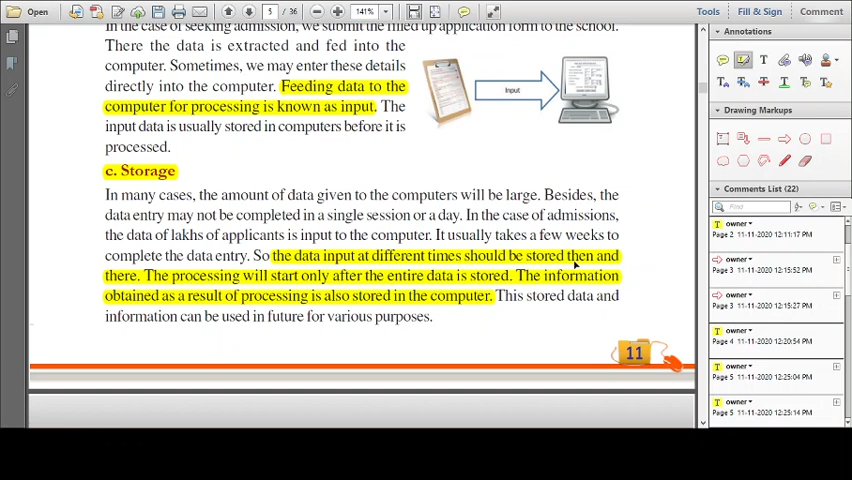 Open
5
/ 36
141%
Tools
Fill & Sign
Comment
In the case of seeking admission, we submit the filled up application form to the school.
There the data is extracted and fed into the
computer. Sometimes, we may enter these details
directly into the computer. Feeding data to the
computer for processing is known as input. The
input data is usually stored in computers before it is
processed.
Input
c. Storage
In many cases, the amount of data given to the computers will be large. Besides, the
data entry may not be completed in a single session or a day. In the case of admissions,
the data of lakhs of applicants is input to the computer. It usually takes a few weeks to
complete the data entry. So the data input at different times should be stored then and
there. The processing will start only after the entire data is stored. The information
obtained as a result of processing is also stored in the computer. This stored data and
information can be used in future for various purposes.
11
Annotations
Drawing Markups
Comments List (22)
Find
owner
Page 2 11-11-2020 12:11:17 PM
owner
Page 3 11-11-2020 12:15:52 PM
owner
Page 3 11-11-2020 12:15:27 PM
owner
Page 4 11-11-2020 12:20:54 PM
owner
Page 5 11-11-2020 12:25:04 PM
owner
Page 5 11-11-2020 12:25:14 PM